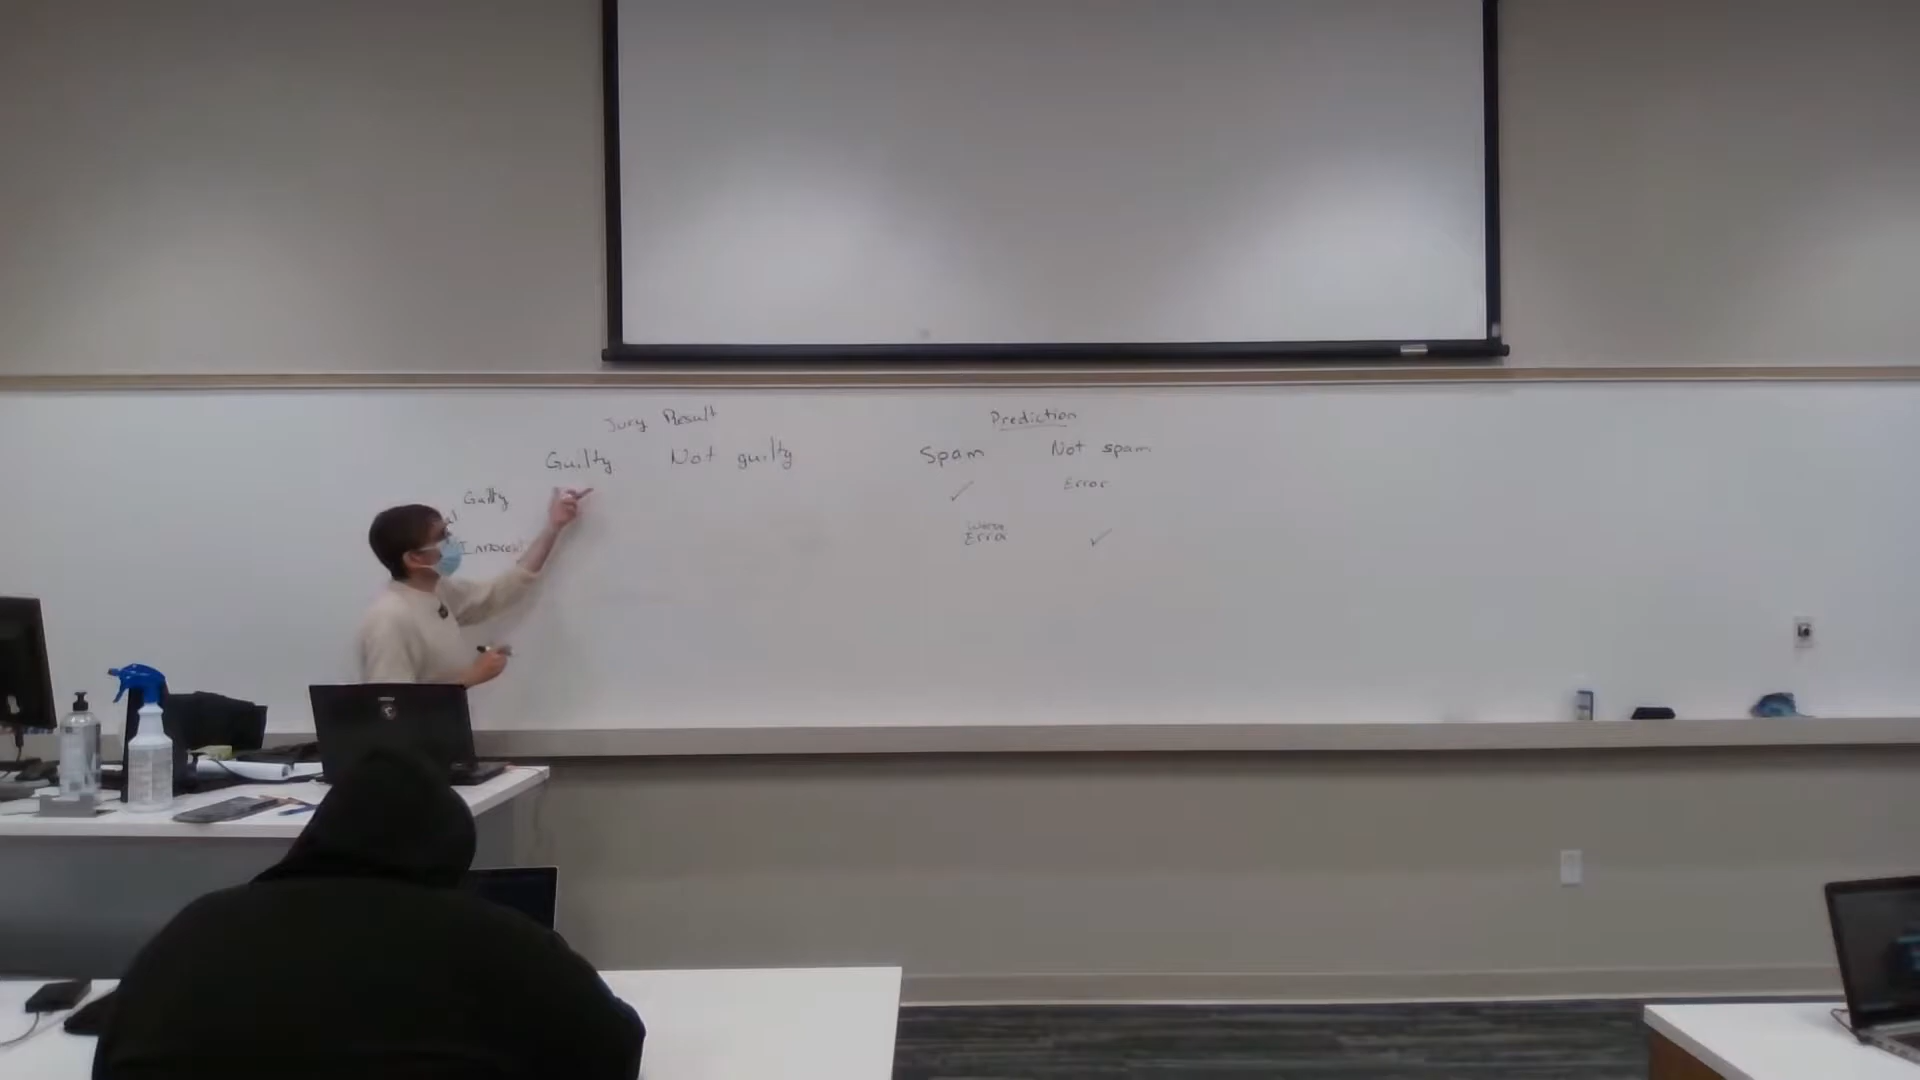 Jury Result
Guilty Not guilty
Guilty
Innocent
Prediction
Spam Not spam
✓ Error
Worse
Error ✓